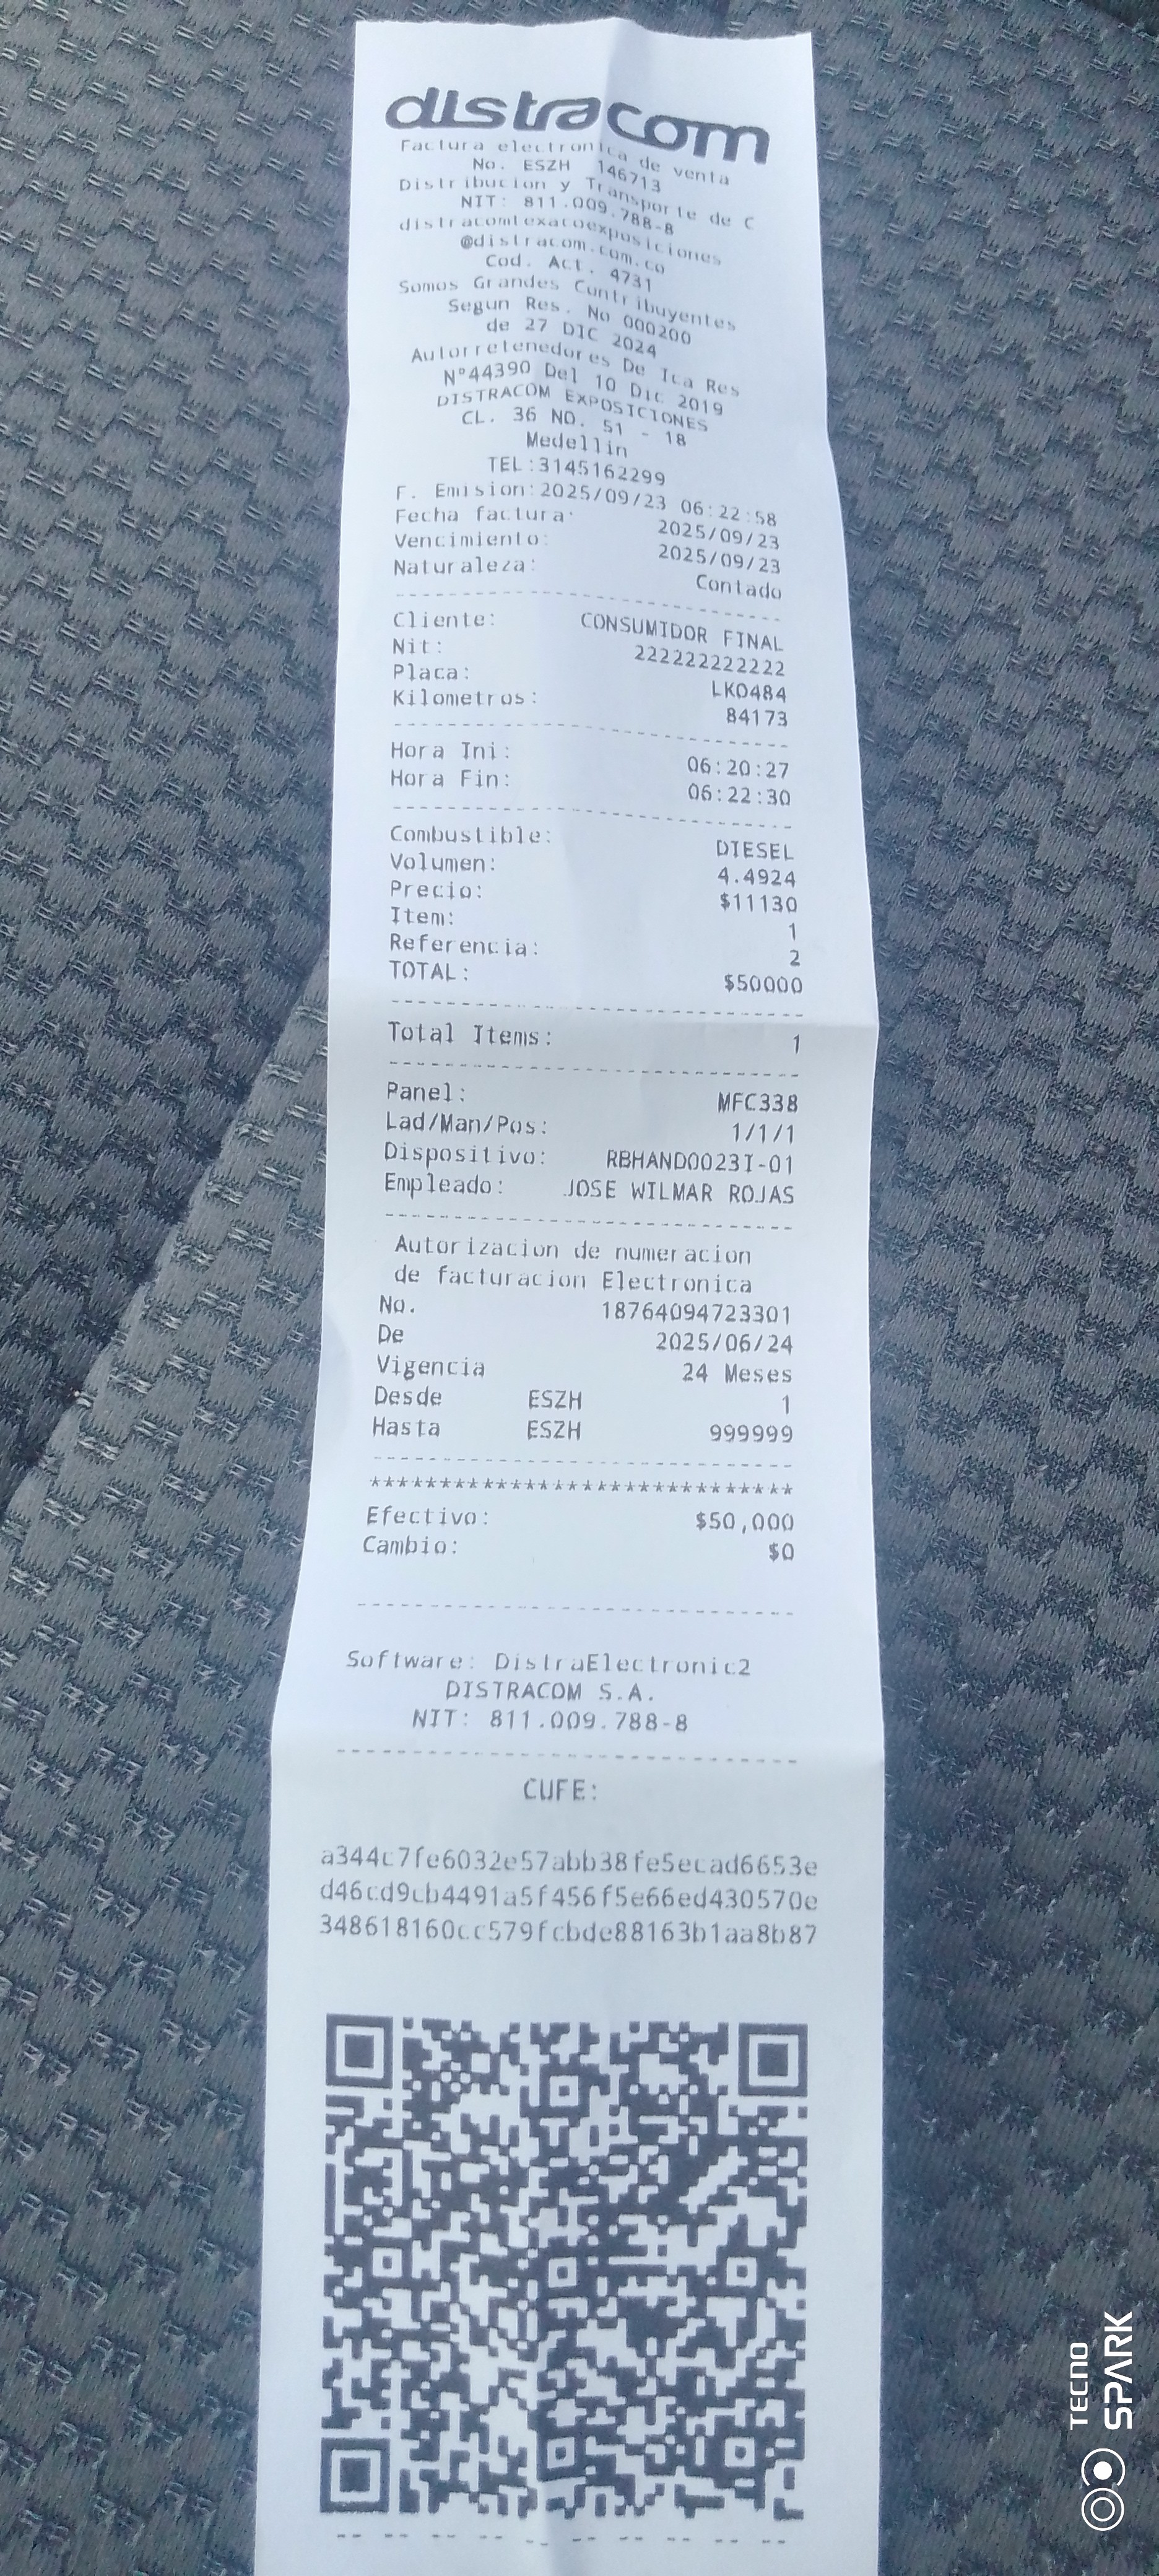 distracom
Factura electronica de venta
No. ESZH 146713
Distribucion y Transporte de C
NIT: 811.009.788-8
distracomtexacoexposiciones
@distracom.com.co
Cod. Act. 4731
Somos Grandes Contribuyentes
Segun Res. No 000200
de 27 DIC 2024
Autorretenedores De Ica Res
N°44390 Del 10 Dic 2019
DISTRACOM EXPOSICIONES
CL. 36 NO. 51 - 18
Medellin
TEL:3145162299
F. Emision:2025/09/23 06:22:58
Fecha factura: 2025/09/23
Vencimiento: 2025/09/23
Naturaleza: Contado
Cliente: CONSUMIDOR FINAL
Nit: 222222222222
Placa: LKO484
Kilometros: 84173
Hora Ini: 06:20:27
Hora Fin: 06:22:30
Combustible: DIESEL
Volumen: 4.4924
Precio: $11130
Item: 1
Referencia: 2
TOTAL: $50000
Total Items: 1
Panel: MFC338
Lad/Man/Pos: 1/1/1
Dispositivo: RBHAND0023I-01
Empleado: JOSE WILMAR ROJAS
Autorizacion de numeracion
de facturacion Electronica
No. 18764094723301
De 2025/06/24
Vigencia 24 Meses
Desde ESZH 1
Hasta ESZH 999999
******************************
Efectivo: $50,000
Cambio: $0
Software: DistraElectronic2
DISTRACOM S.A.
NIT: 811.009.788-8
CUFE:
a344c7fe6032e57abb38fe5ecad6653e
d46cd9cb4491a5f456f5e66ed430570e
348618160cc579fcbde88163b1aa8b87
TECNO
SPARK